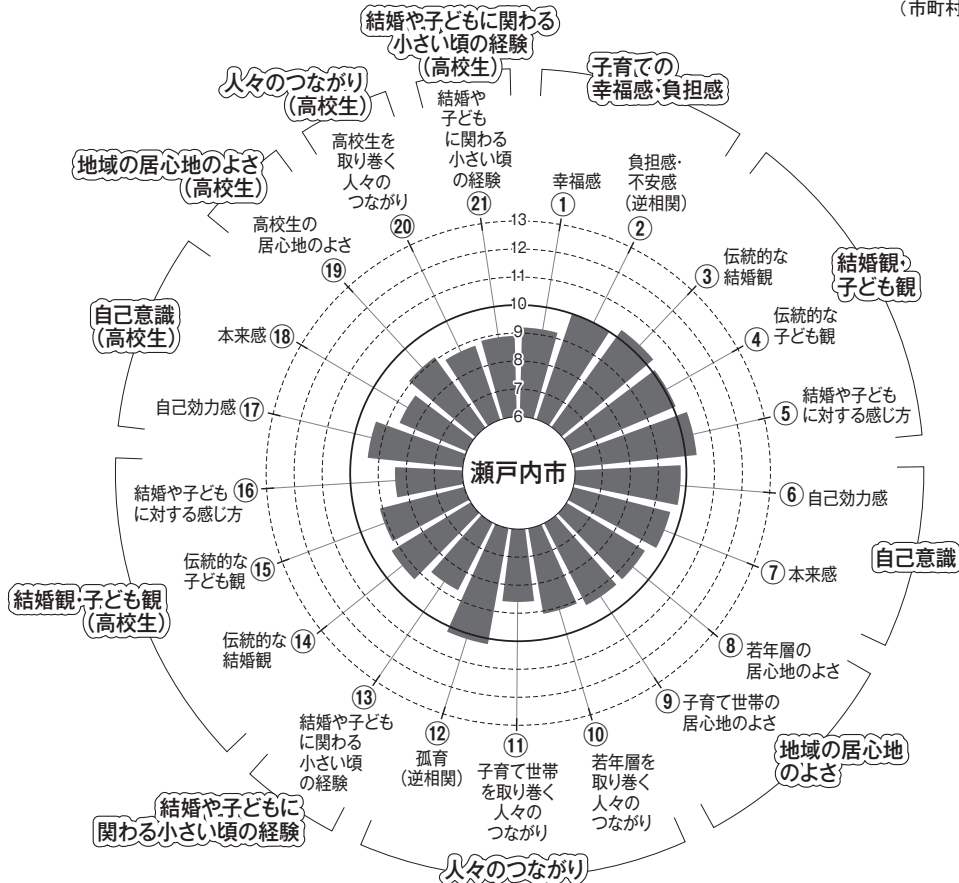 （市町村
結婚や子どもに関わる
小さい頃の経験
（高校生）
子育ての
幸福感・負担感
結婚観・
子ども観
自己意識
地域の居心地
のよさ
人々のつながり
結婚や子どもに
関わる小さい頃の経験
結婚観・子ども観
（高校生）
自己意識
（高校生）
地域の居心地のよさ
（高校生）
人々のつながり
（高校生）
幸福感
①
負担感・
不安感
（逆相関）
②
③ 伝統的な
結婚観
④ 伝統的な
子ども観
⑤ 結婚や子ども
に対する感じ方
⑥ 自己効力感
⑦ 本来感
⑧ 若年層の
居心地のよさ
⑨ 子育て世帯の
居心地のよさ
⑩
若年層を
取り巻く
人々の
つながり
⑪
子育て世帯
を取り巻く
人々の
つながり
⑫
孤育
（逆相関）
⑬
結婚や子ども
に関わる
小さい頃
の経験
伝統的な ⑭
結婚観
伝統的な ⑮
子ども観
結婚や子ども ⑯
に対する感じ方
自己効力感 ⑰
本来感 ⑱
高校生の
居心地のよさ
⑲
高校生を
取り巻く
人々の
つながり
⑳
結婚や
子ども
に関わる
小さい頃
の経験
㉑
13
12
11
10
9
8
7
6
瀬戸内市